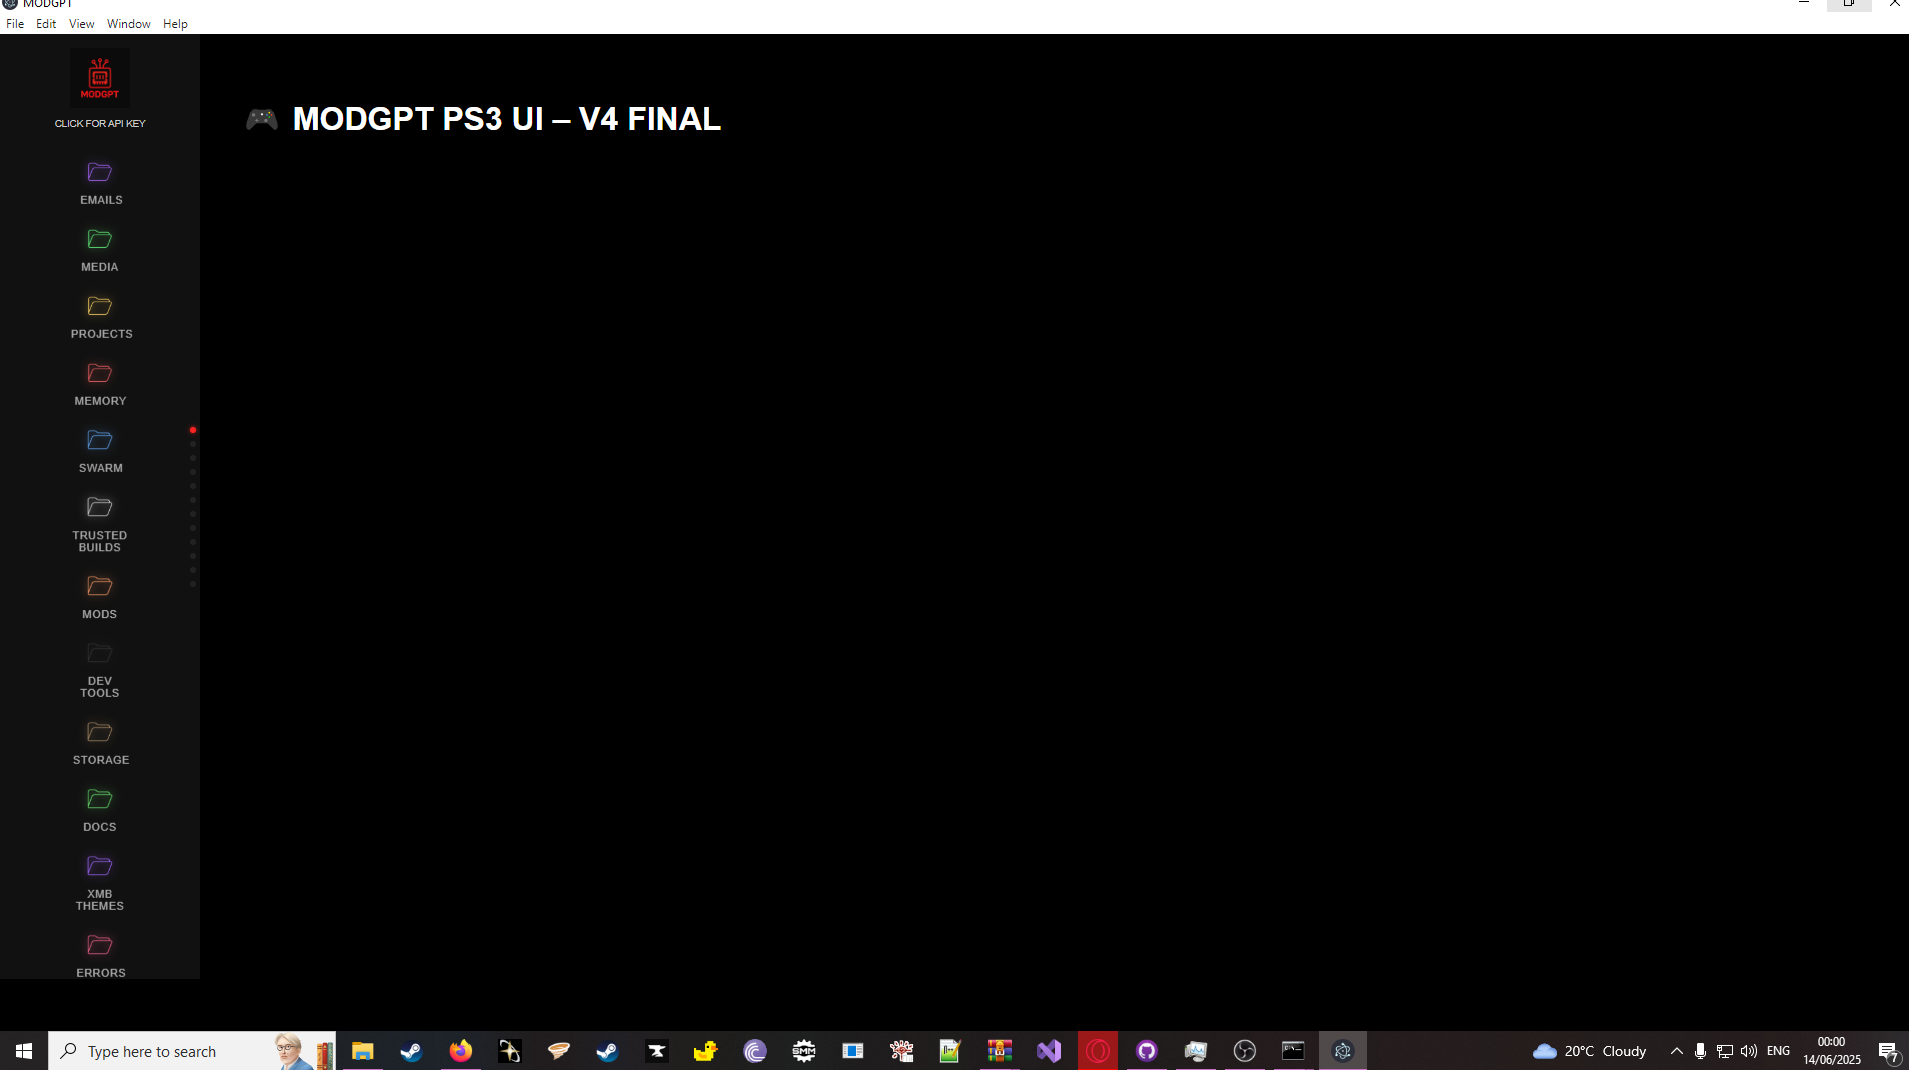 MODGPT
File Edit View Window Help
MODGPT
CLICK FOR API KEY
🎮 MODGPT PS3 UI – V4 FINAL
EMAILS
MEDIA
PROJECTS
MEMORY
SWARM
TRUSTED
BUILDS
MODS
DEV
TOOLS
STORAGE
DOCS
XMB
THEMES
ERRORS
Type here to search
SMM
20°C Cloudy
ENG
00:00
14/06/2025
7